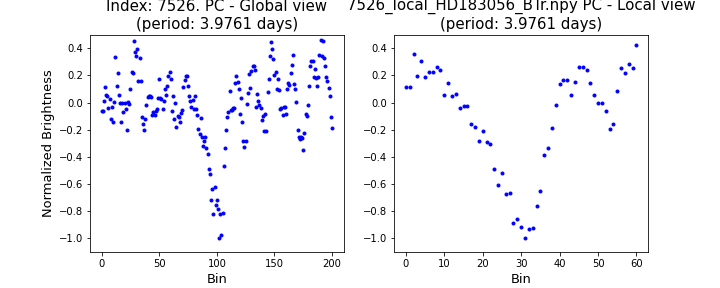 Index: 7526. PC - Global view
(period: 3.9761 days)
7526_local_HD183056_BTr.npy PC - Local view
(period: 3.9761 days)
Normalized Brightness
0.4
0.2
0.0
−0.2
−0.4
−0.6
−0.8
−1.0
0 50 100 150 200
Bin
0.4
0.2
0.0
−0.2
−0.4
−0.6
−0.8
−1.0
0 10 20 30 40 50 60
Bin